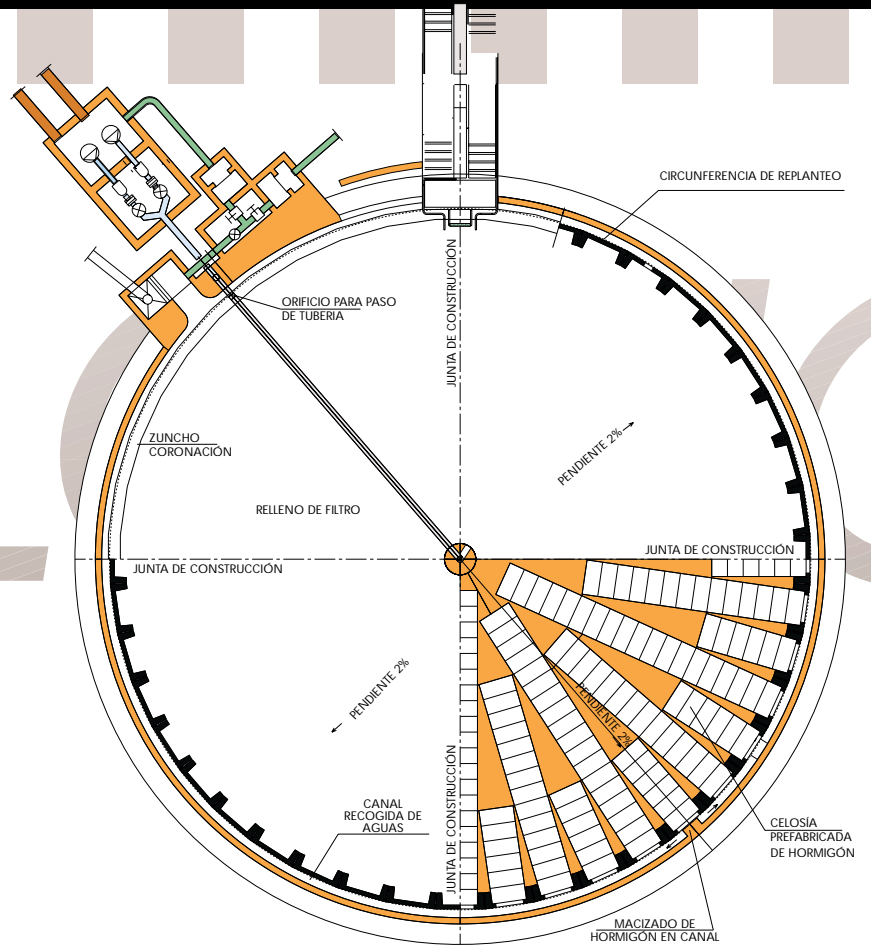 CIRCUNFERENCIA DE REPLANTEO
JUNTA DE CONSTRUCCIÓN
ORIFICIO PARA PASO
DE TUBERIA
ZUNCHO
CORONACIÓN
PENDIENTE 2%
RELLENO DE FILTRO
JUNTA DE CONSTRUCCIÓN
JUNTA DE CONSTRUCCIÓN
PENDIENTE 2%
PENDIENTE 2%
JUNTA DE CONSTRUCCIÓN
CANAL
RECOGIDA DE
AGUAS
CELOSÍA
PREFABRICADA
DE HORMIGÓN
MACIZADO DE
HORMIGÓN EN CANAL